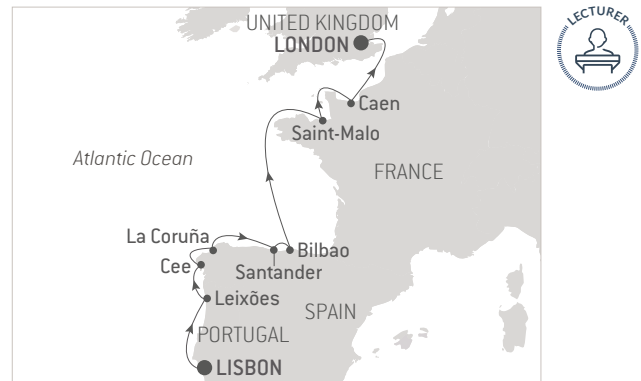 UNITED KINGDOM
LONDON
LECTURER
Caen
Saint-Malo
Atlantic Ocean
FRANCE
La Coruña
Bilbao
Cee
Santander
Leixões
SPAIN
PORTUGAL
LISBON